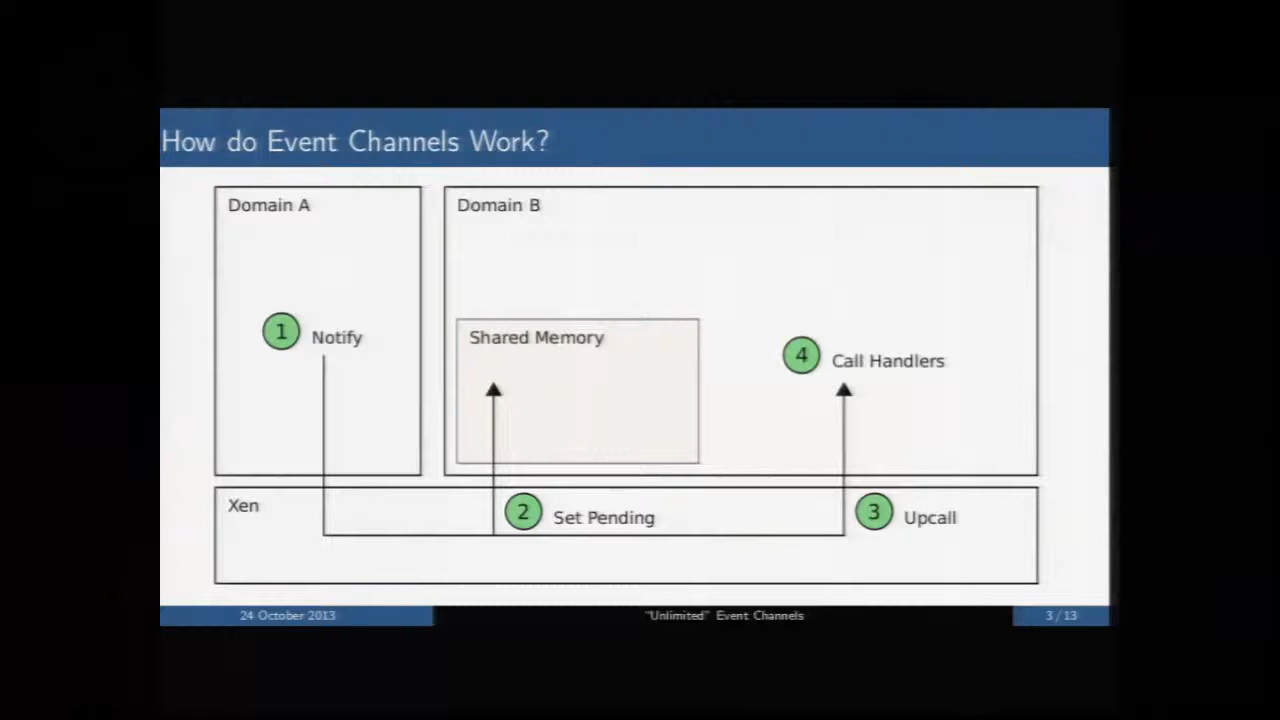 How do Event Channels Work?
Domain A
Domain B
1 Notify
Shared Memory
4 Call Handlers
Xen
2 Set Pending
3 Upcall
24 October 2013
"Unlimited" Event Channels
3 / 13